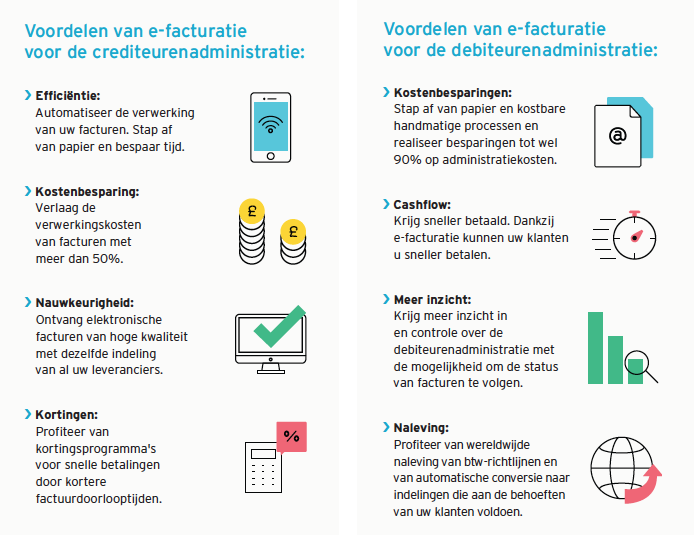 Voordelen van e-facturatie
voor de crediteurenadministratie:
Efficiëntie:
Automatiseer de verwerking
van uw facturen. Stap af
van papier en bespaar tijd.
Kostenbesparing:
Verlaag de
verwerkingskosten
van facturen met
meer dan 50%.
£
£
Nauwkeurigheid:
Ontvang elektronische
facturen van hoge kwaliteit
met dezelfde indeling
van al uw leveranciers.
Kortingen:
Profiteer van
kortingsprogramma's
voor snelle betalingen
door kortere
factuurdoorlooptijden.
%
Voordelen van e-facturatie
voor de debiteurenadministratie:
Kostenbesparingen:
Stap af van papier en kostbare
handmatige processen en
realiseer besparingen tot wel
90% op administratiekosten.
@
Cashflow:
Krijg sneller betaald. Dankzij
e-facturatie kunnen uw klanten
u sneller betalen.
Meer inzicht:
Krijg meer inzicht in
en controle over de
debiteurenadministratie met
de mogelijkheid om de status
van facturen te volgen.
Naleving:
Profiteer van wereldwijde
naleving van btw-richtlijnen en
van automatische conversie naar
indelingen die aan de behoeften
van uw klanten voldoen.